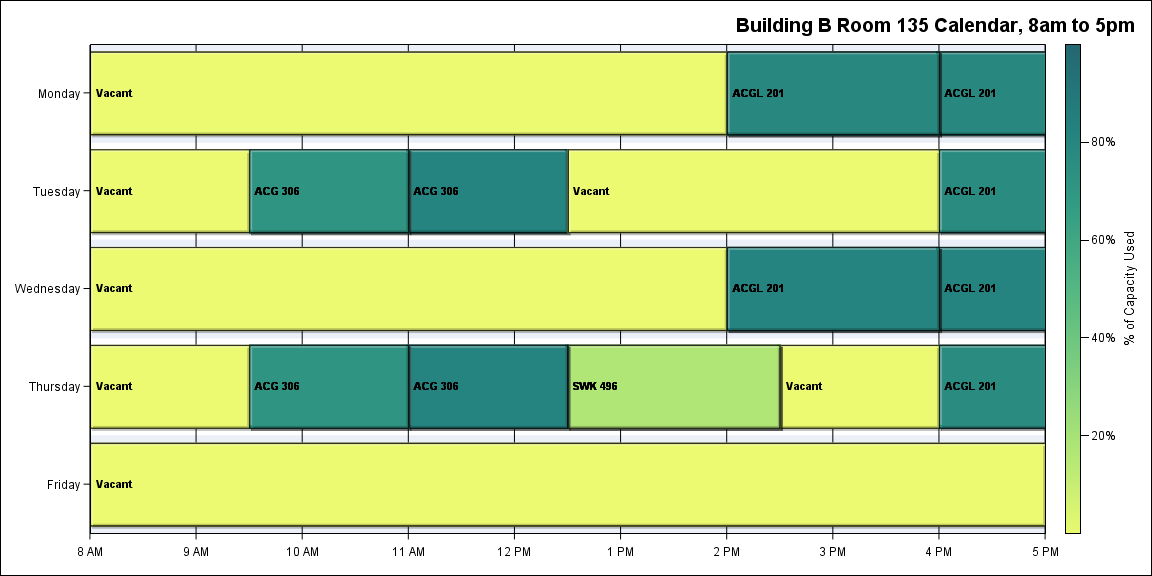 Building B Room 135 Calendar, 8am to 5pm
Monday
Vacant
ACGL 201
ACGL 201
Tuesday
Vacant
ACG 306
ACG 306
Vacant
ACGL 201
Wednesday
Vacant
ACGL 201
ACGL 201
Thursday
Vacant
ACG 306
ACG 306
SWK 496
Vacant
ACGL 201
Friday
Vacant
8 AM
9 AM
10 AM
11 AM
12 PM
1 PM
2 PM
3 PM
4 PM
5 PM
80%
60%
40%
20%
% of Capacity Used